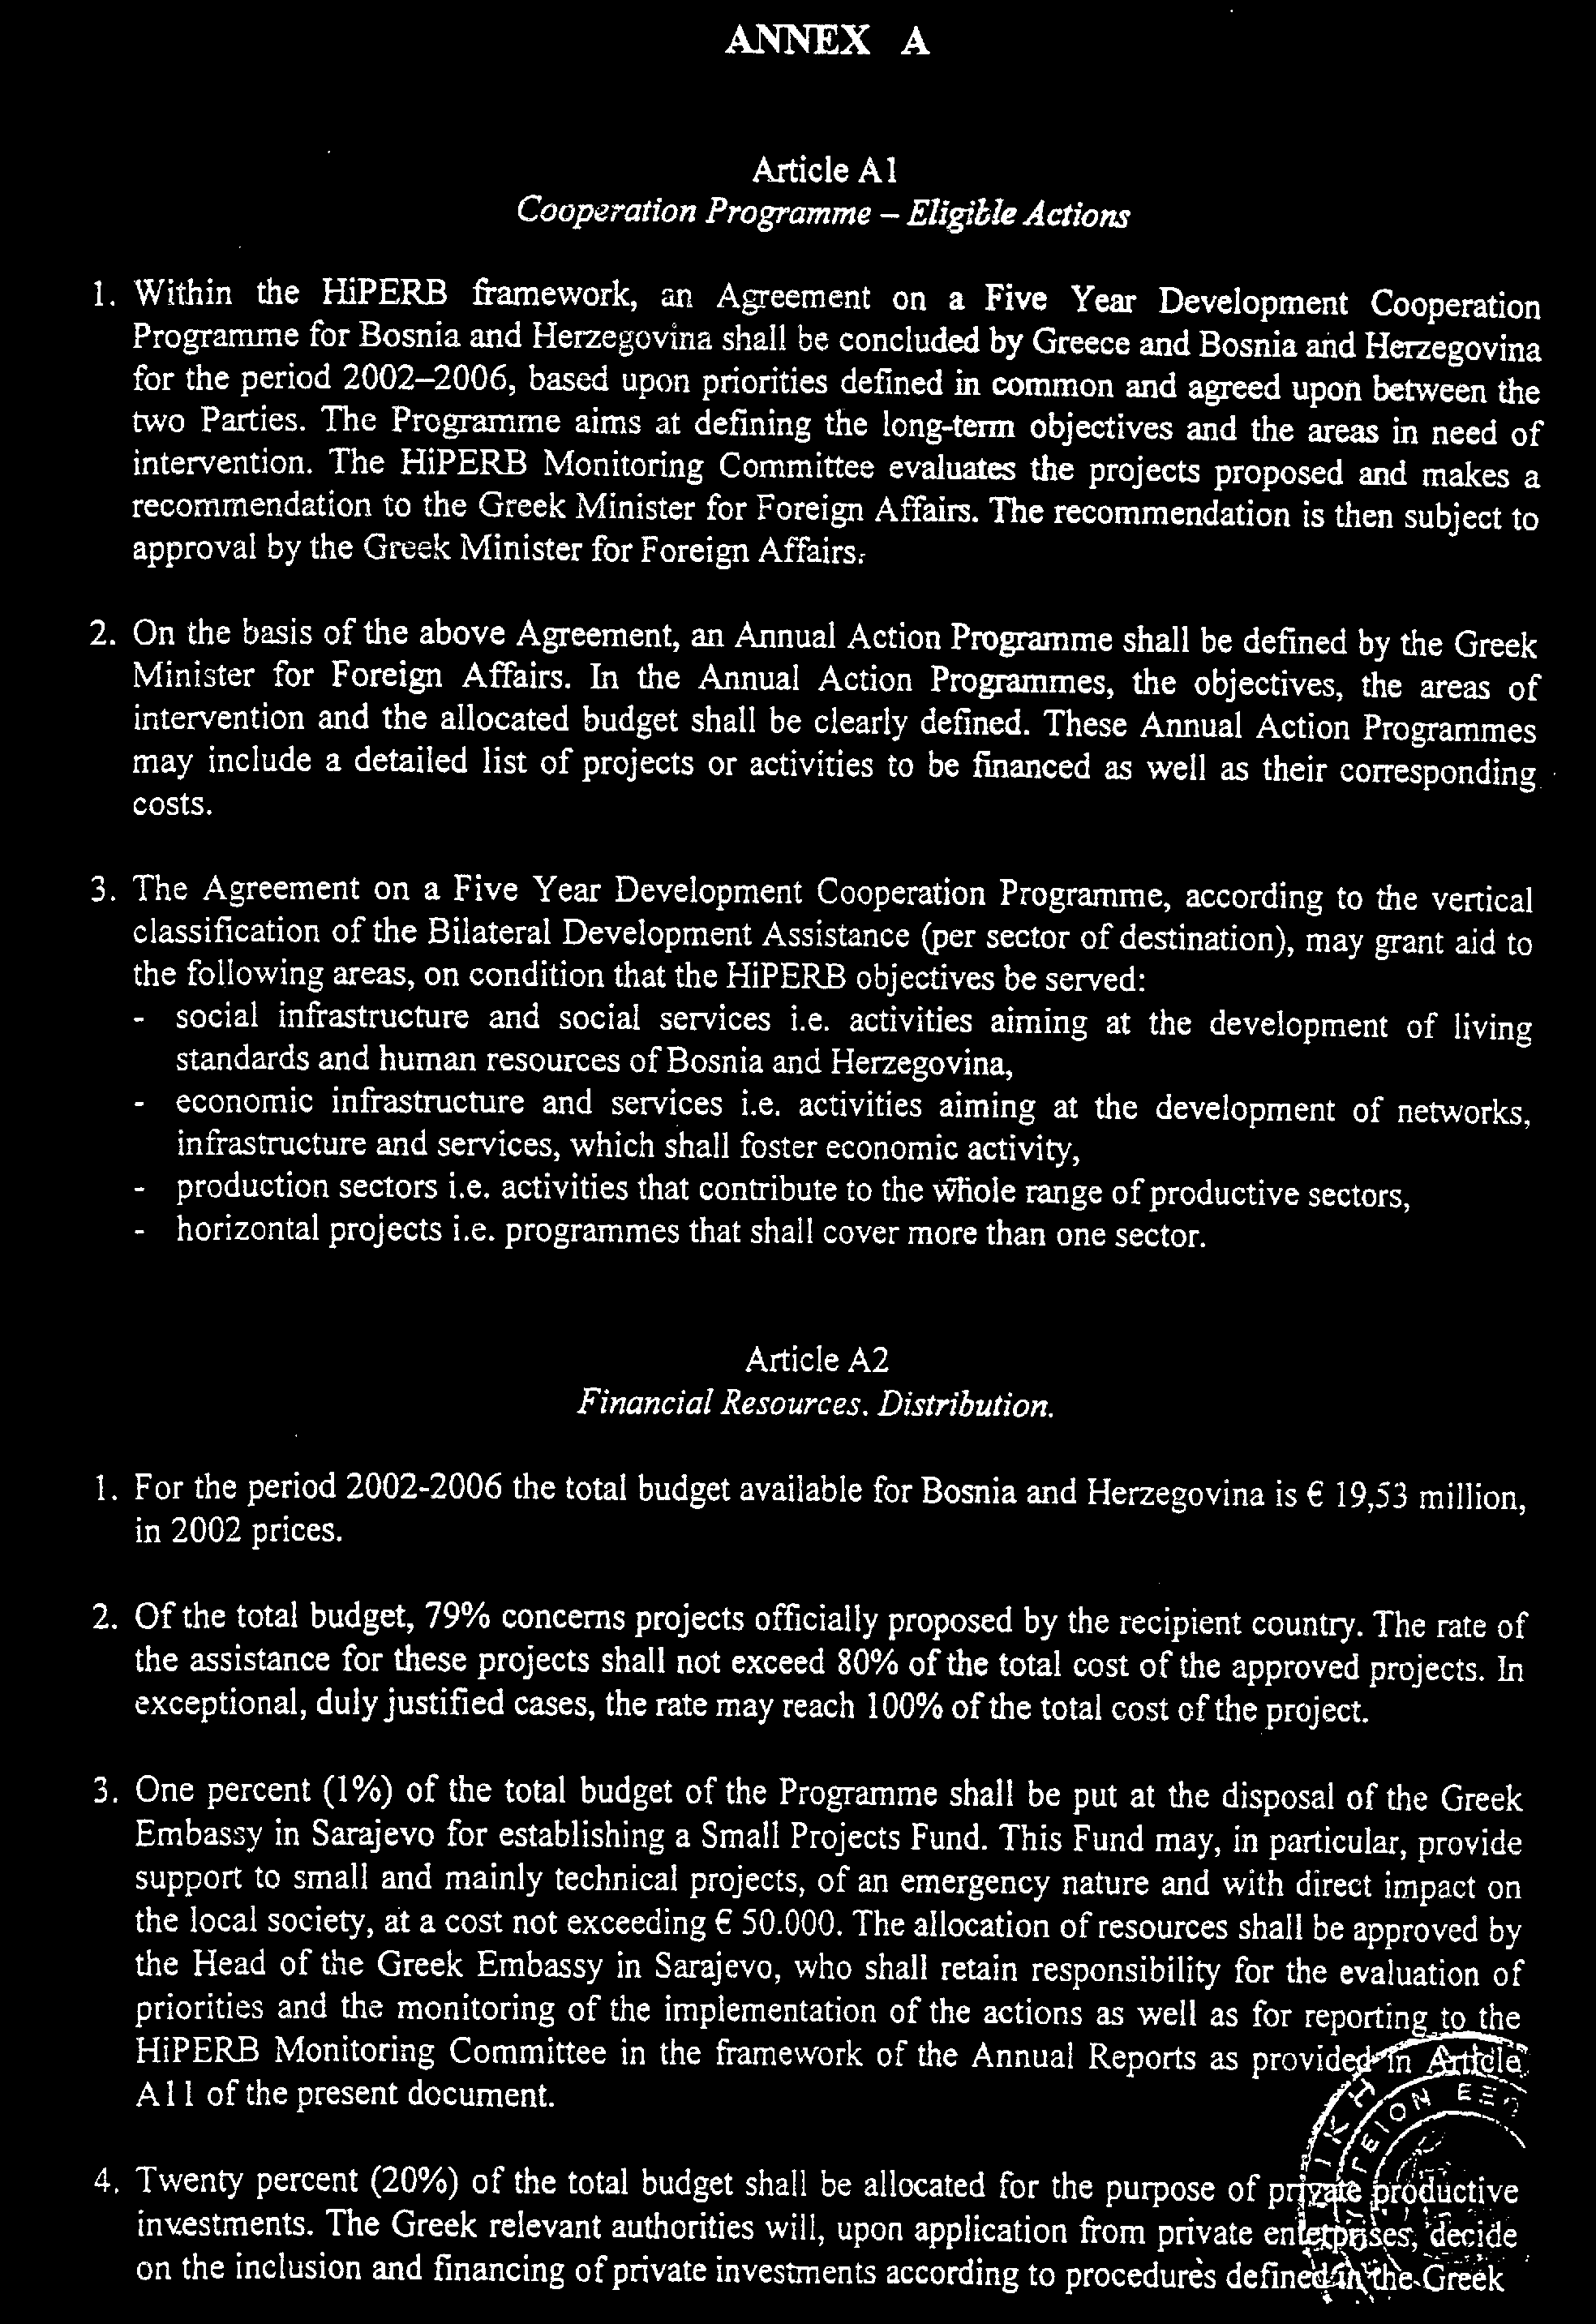 ANNEX A
Article A1
Cooperation Programme – Eligible Actions
1. Within the HiPERB framework, an Agreement on a Five Year Development Cooperation
Programme for Bosnia and Herzegovina shall be concluded by Greece and Bosnia and Herzegovina
for the period 2002–2006, based upon priorities defined in common and agreed upon between the
two Parties. The Programme aims at defining the long-term objectives and the areas in need of
intervention. The HiPERB Monitoring Committee evaluates the projects proposed and makes a
recommendation to the Greek Minister for Foreign Affairs. The recommendation is then subject to
approval by the Greek Minister for Foreign Affairs.
2. On the basis of the above Agreement, an Annual Action Programme shall be defined by the Greek
Minister for Foreign Affairs. In the Annual Action Programmes, the objectives, the areas of
intervention and the allocated budget shall be clearly defined. These Annual Action Programmes
may include a detailed list of projects or activities to be financed as well as their corresponding
costs.
3. The Agreement on a Five Year Development Cooperation Programme, according to the vertical
classification of the Bilateral Development Assistance (per sector of destination), may grant aid to
the following areas, on condition that the HiPERB objectives be served:
- social infrastructure and social services i.e. activities aiming at the development of living
standards and human resources of Bosnia and Herzegovina,
- economic infrastructure and services i.e. activities aiming at the development of networks,
infrastructure and services, which shall foster economic activity,
- production sectors i.e. activities that contribute to the whole range of productive sectors,
- horizontal projects i.e. programmes that shall cover more than one sector.
Article A2
Financial Resources. Distribution.
1. For the period 2002-2006 the total budget available for Bosnia and Herzegovina is € 19,53 million,
in 2002 prices.
2. Of the total budget, 79% concerns projects officially proposed by the recipient country. The rate of
the assistance for these projects shall not exceed 80% of the total cost of the approved projects. In
exceptional, duly justified cases, the rate may reach 100% of the total cost of the project.
3. One percent (1%) of the total budget of the Programme shall be put at the disposal of the Greek
Embassy in Sarajevo for establishing a Small Projects Fund. This Fund may, in particular, provide
support to small and mainly technical projects, of an emergency nature and with direct impact on
the local society, at a cost not exceeding € 50.000. The allocation of resources shall be approved by
the Head of the Greek Embassy in Sarajevo, who shall retain responsibility for the evaluation of
priorities and the monitoring of the implementation of the actions as well as for reporting to the
HiPERB Monitoring Committee in the framework of the Annual Reports as provided in Article
A11 of the present document.
4. Twenty percent (20%) of the total budget shall be allocated for the purpose of private productive
investments. The Greek relevant authorities will, upon application from private enterprises, decide
on the inclusion and financing of private investments according to procedures defined in the Greek